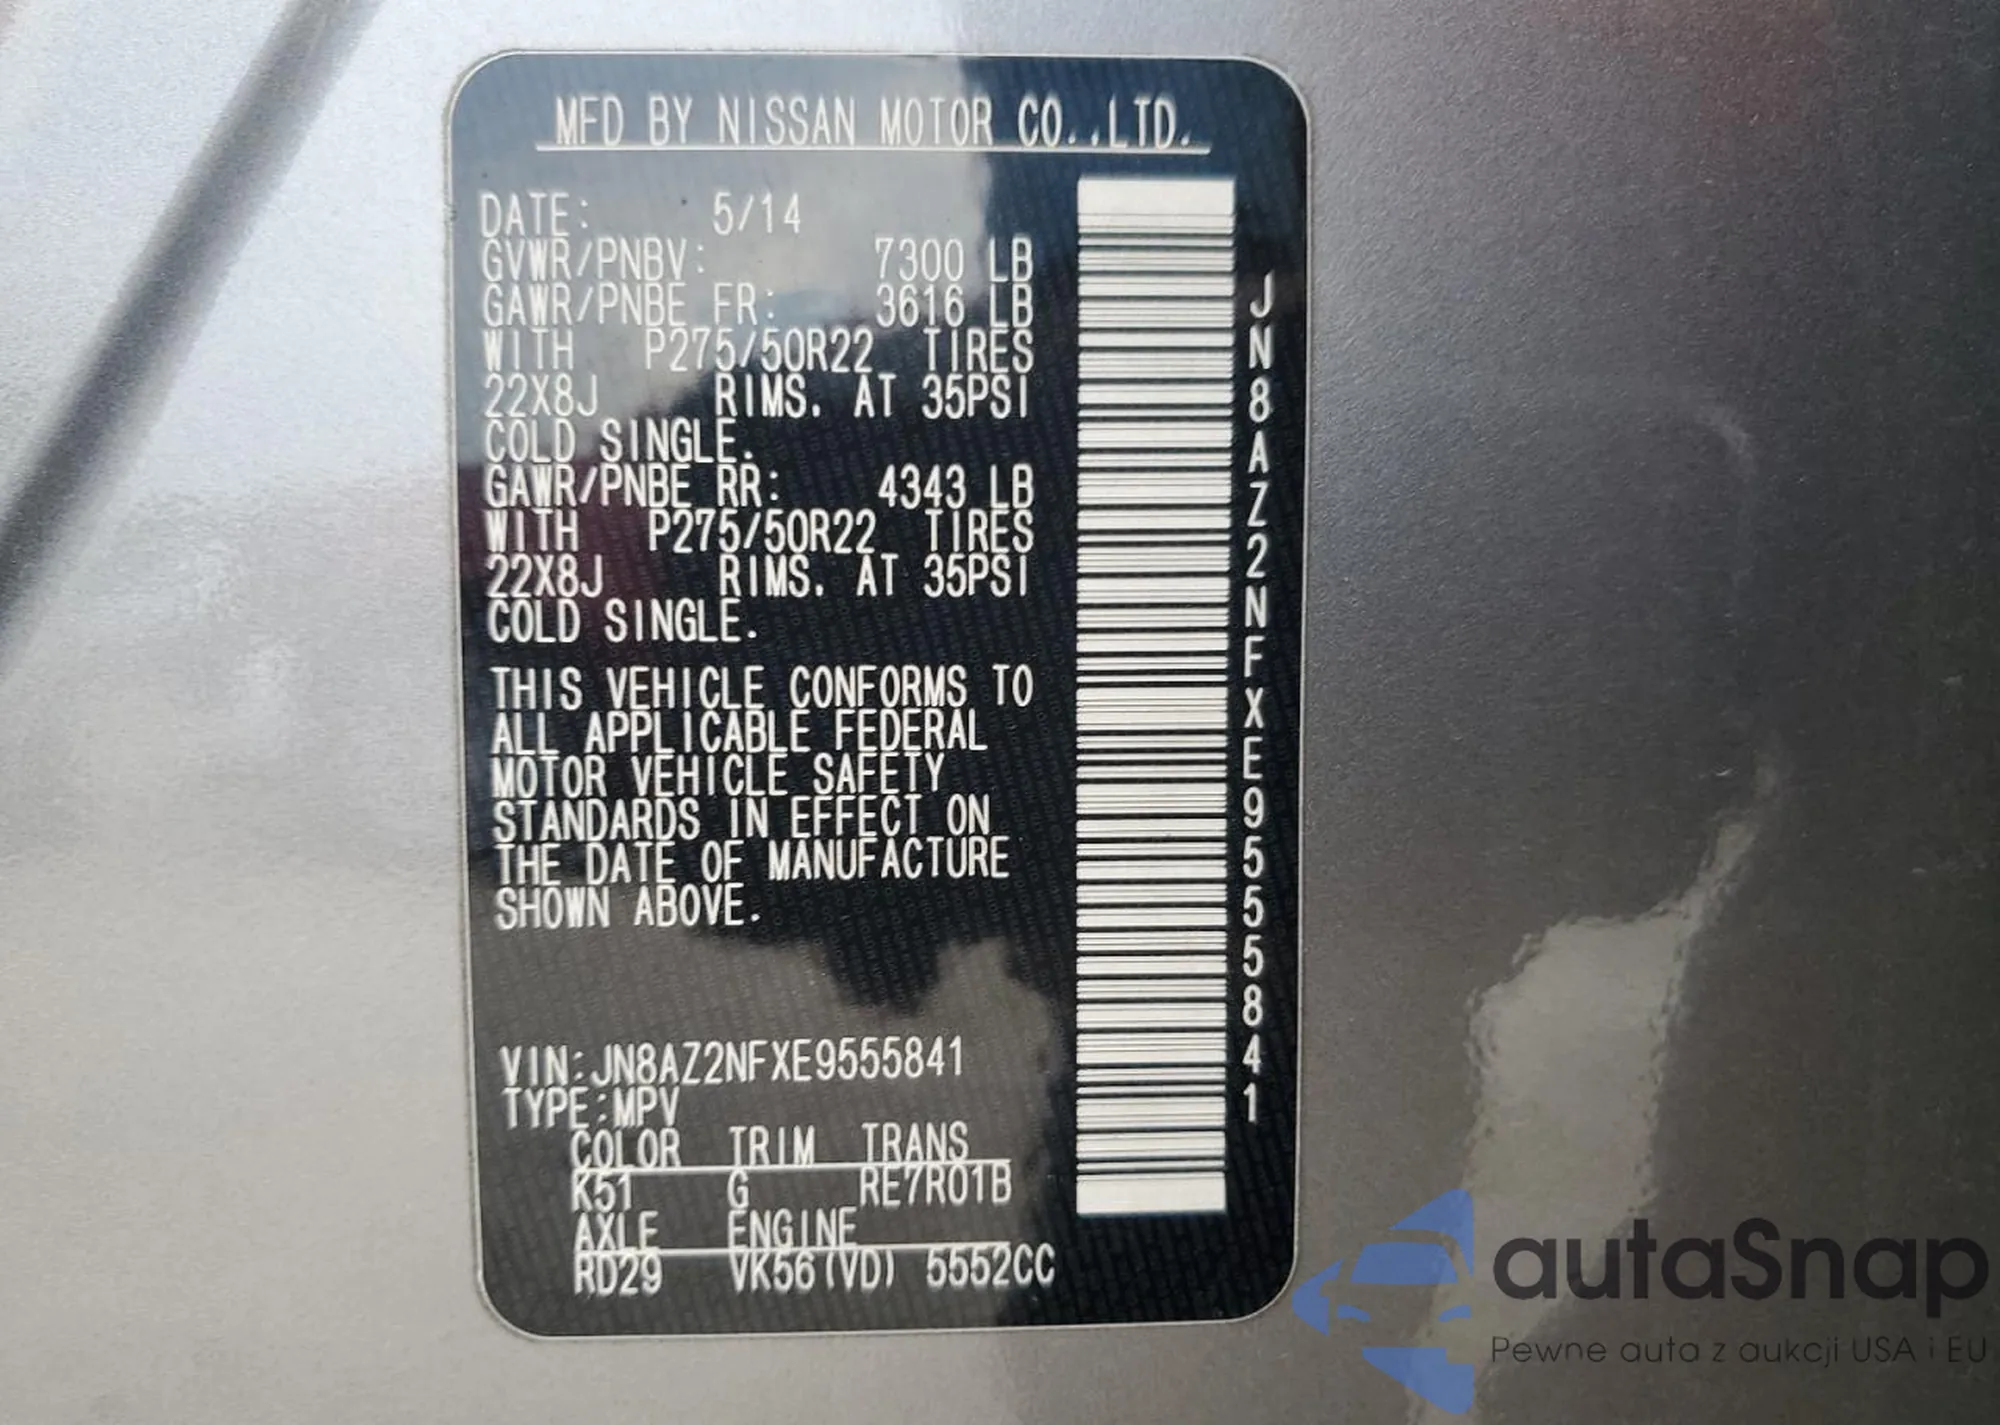 MFD BY NISSAN MOTOR CO.,LTD.
DATE: 5/14
GVWR/PNBV: 7300 LB
GAWR/PNBE FR: 3616 LB
WITH P275/50R22 TIRES
22X8J RIMS. AT 35PSI
COLD SINGLE.
GAWR/PNBE RR: 4343 LB
WITH P275/50R22 TIRES
22X8J RIMS. AT 35PSI
COLD SINGLE.
THIS VEHICLE CONFORMS TO
ALL APPLICABLE FEDERAL
MOTOR VEHICLE SAFETY
STANDARDS IN EFFECT ON
THE DATE OF MANUFACTURE
SHOWN ABOVE.
VIN:JN8AZ2NFXE9555841
TYPE:MPV
COLOR TRIM TRANS
K51 G RE7R01B
AXLE ENGINE
RD29 VK56(VD) 5552CC
JN8AZ2NFXE9555841
autaSnap
Pewne auta z aukcji USA i EU